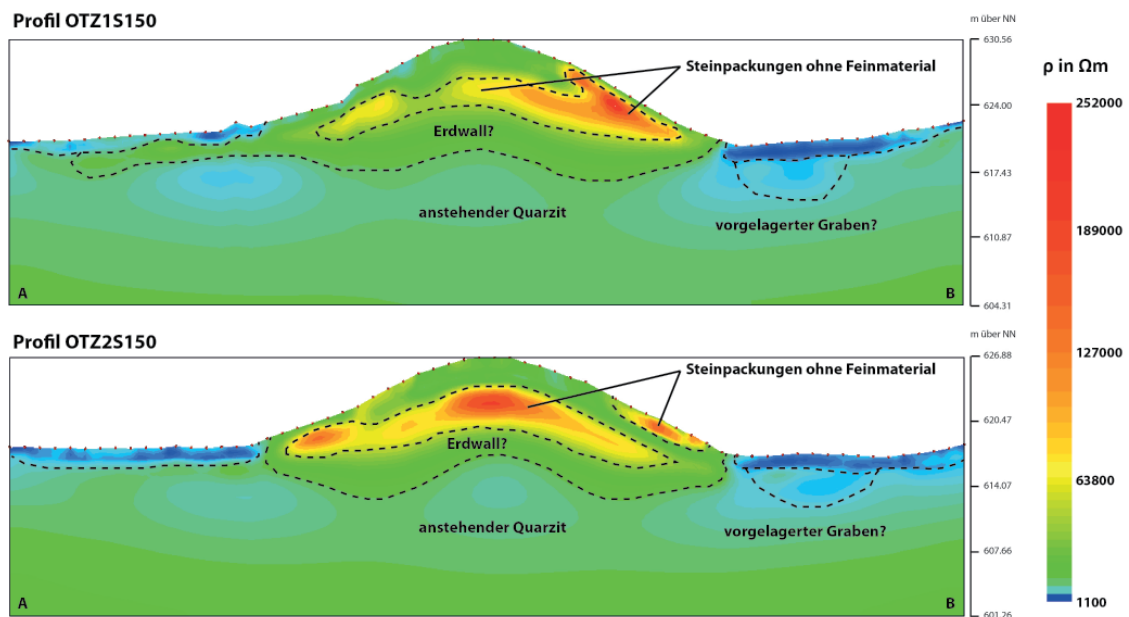 Profil OTZ1S150
m über NN
630.56
Steinpackungen ohne Feinmaterial
624.00
Erdwall?
617.43
anstehender Quarzit
vorgelagerter Graben?
610.87
A
B
604.31
Profil OTZ2S150
m über NN
626.88
Steinpackungen ohne Feinmaterial
620.47
Erdwall?
614.07
anstehender Quarzit
vorgelagerter Graben?
607.66
A
B
601.26
ρ in Ωm
252000
189000
127000
63800
1100